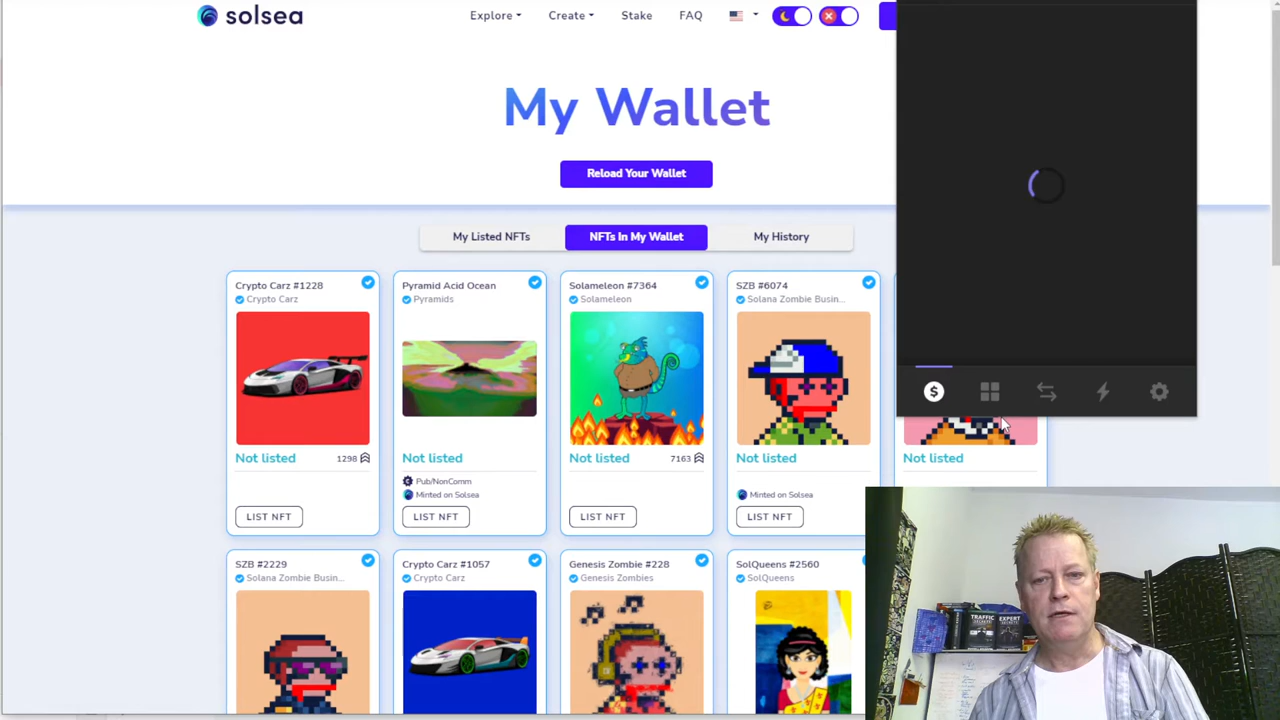 solsea
Explore
Create
Stake
FAQ
My Wallet
Reload Your Wallet
My Listed NFTs
NFTs In My Wallet
My History
Crypto Carz #1228
Crypto Carz
Not listed
1298
LIST NFT
Pyramid Acid Ocean
Pyramids
Not listed
Pub/NonComm
Minted on Solsea
LIST NFT
Solameleon #7364
Solameleon
Not listed
7163
LIST NFT
SZB #6074
Solana Zombie Busin...
Not listed
Minted on Solsea
LIST NFT
Not listed
$
SZB #2229
Solana Zombie Busin...
Crypto Carz #1057
Crypto Carz
Genesis Zombie #228
Genesis Zombies
SolQueens #2560
SolQueens
TRAFFIC
SECRETS
EXPERT
SECRETS